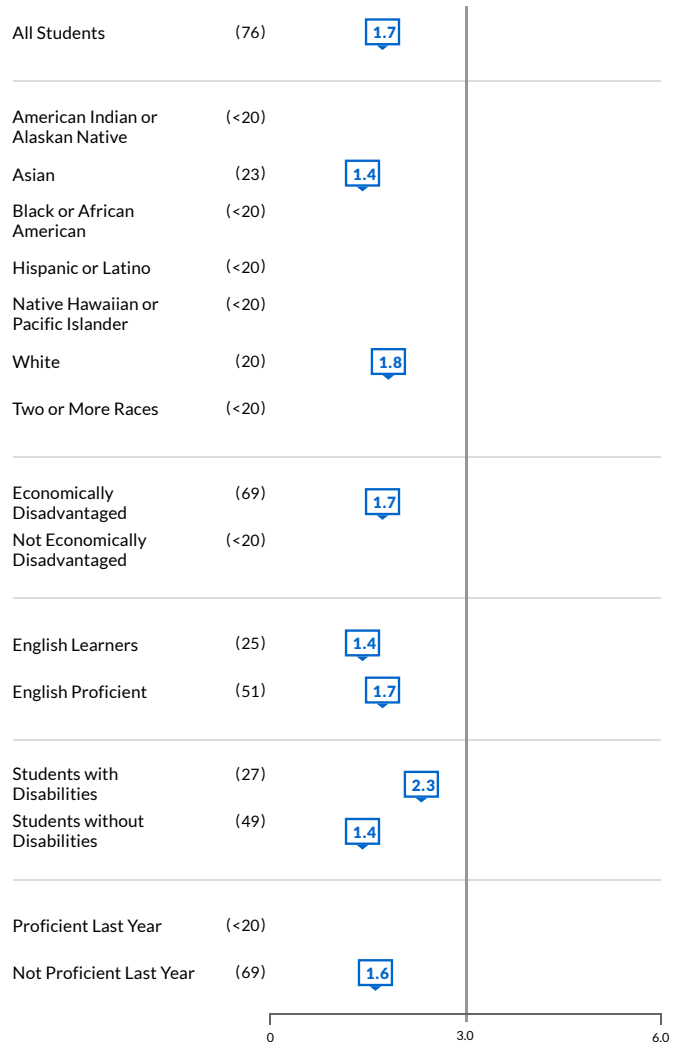 All Students (76) 1.7
American Indian or (<20)
Alaskan Native
Asian (23) 1.4
Black or African (<20)
American
Hispanic or Latino (<20)
Native Hawaiian or (<20)
Pacific Islander
White (20) 1.8
Two or More Races (<20)
Economically (69) 1.7
Disadvantaged
Not Economically (<20)
Disadvantaged
English Learners (25) 1.4
English Proficient (51) 1.7
Students with (27) 2.3
Disabilities
Students without (49) 1.4
Disabilities
Proficient Last Year (<20)
Not Proficient Last Year (69) 1.6
0 3.0 6.0